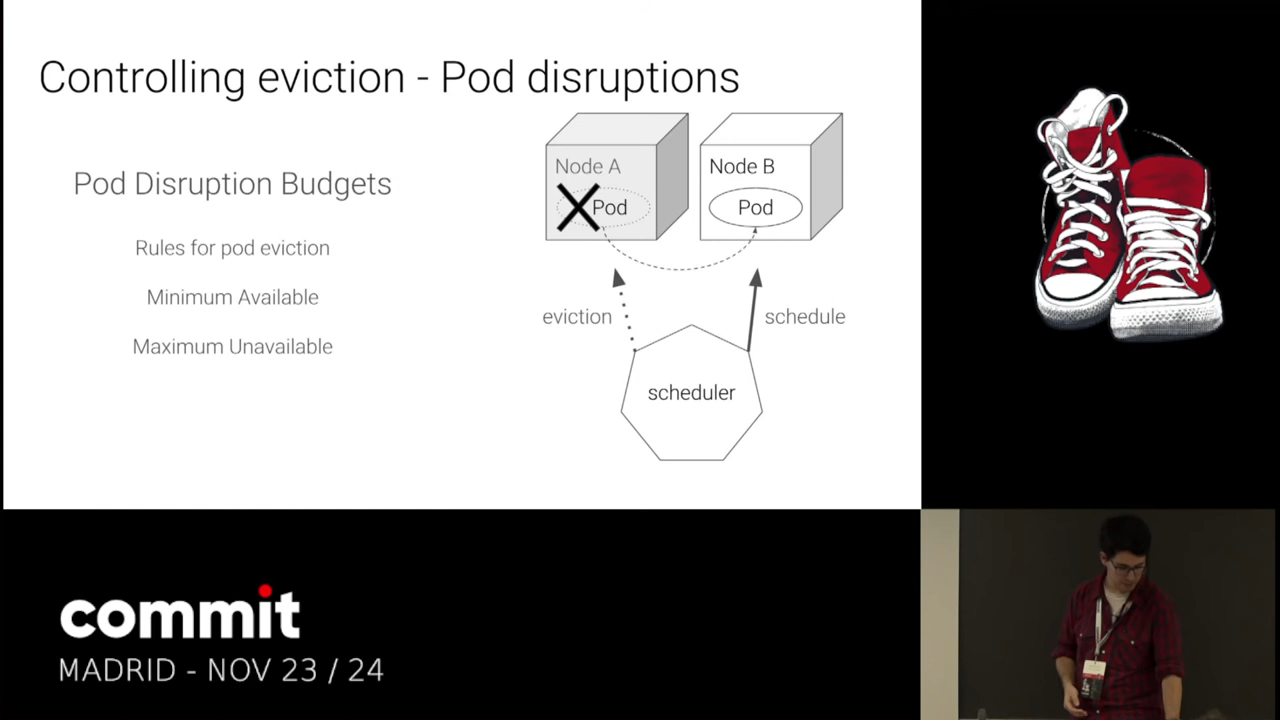 Controlling eviction - Pod disruptions
Pod Disruption Budgets
Rules for pod eviction
Minimum Available
Maximum Unavailable
Node A
Pod
Node B
Pod
eviction
schedule
scheduler
commit
MADRID - NOV 23 / 24